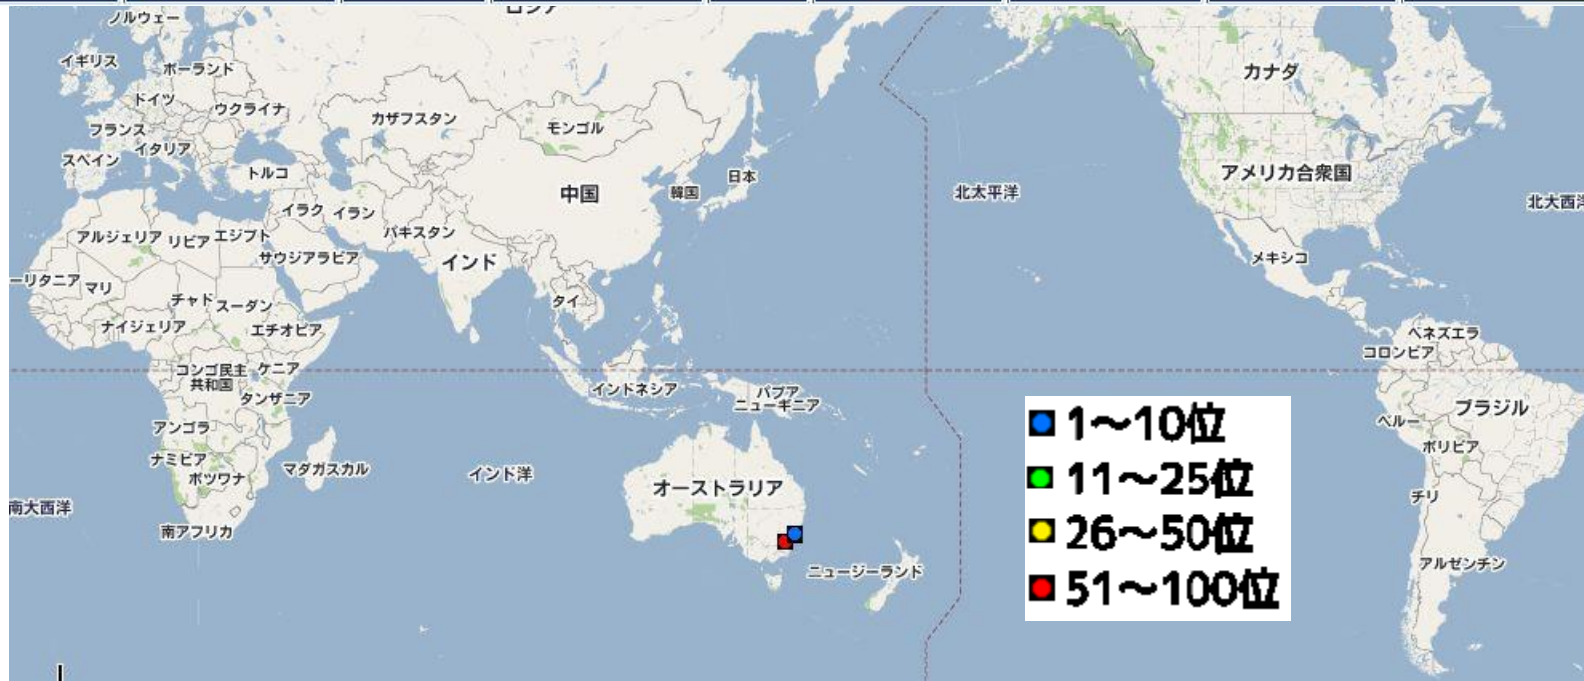 ロシア
ノルウェー
イギリス
ポーランド
カナダ
ドイツ
ウクライナ
カザフスタン
フランス
モンゴル
イタリア
スペイン
トルコ
日本
アメリカ合衆国
中国
韓国
北太平洋
北大西洋
イラク
イラン
アルジェリア
リビア
エジプト
パキスタン
サウジアラビア
インド
メキシコ
ーリタニア
マリ
チャド
スーダン
タイ
ナイジェリア
エチオピア
ベネズエラ
コロンビア
コンゴ民主
共和国
ケニア
インドネシア
パプア
ニューギニア
タンザニア
ブラジル
ペルー
アンゴラ
ボリビア
ナミビア
ボツワナ
マダガスカル
インド洋
オーストラリア
チリ
南大西洋
南アフリカ
ニュージーランド
アルゼンチン
1〜10位
11〜25位
26〜50位
51〜100位